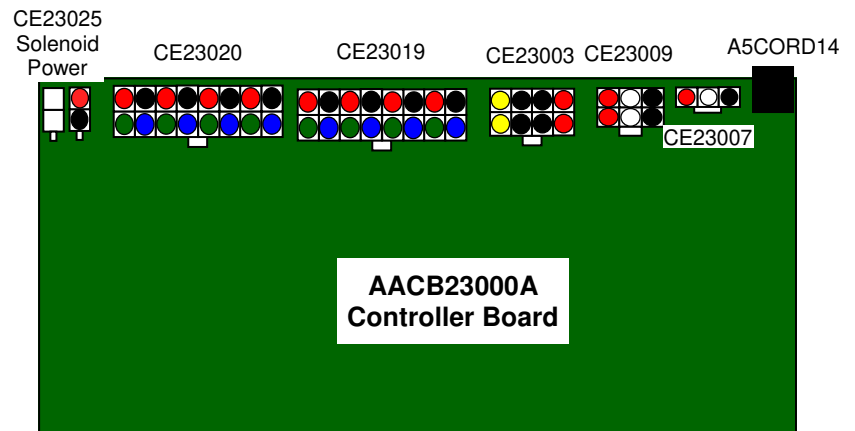 CE23025
Solenoid
Power
CE23020
CE23019
CE23003
CE23009
A5CORD14
CE23007
AACB23000A
Controller Board